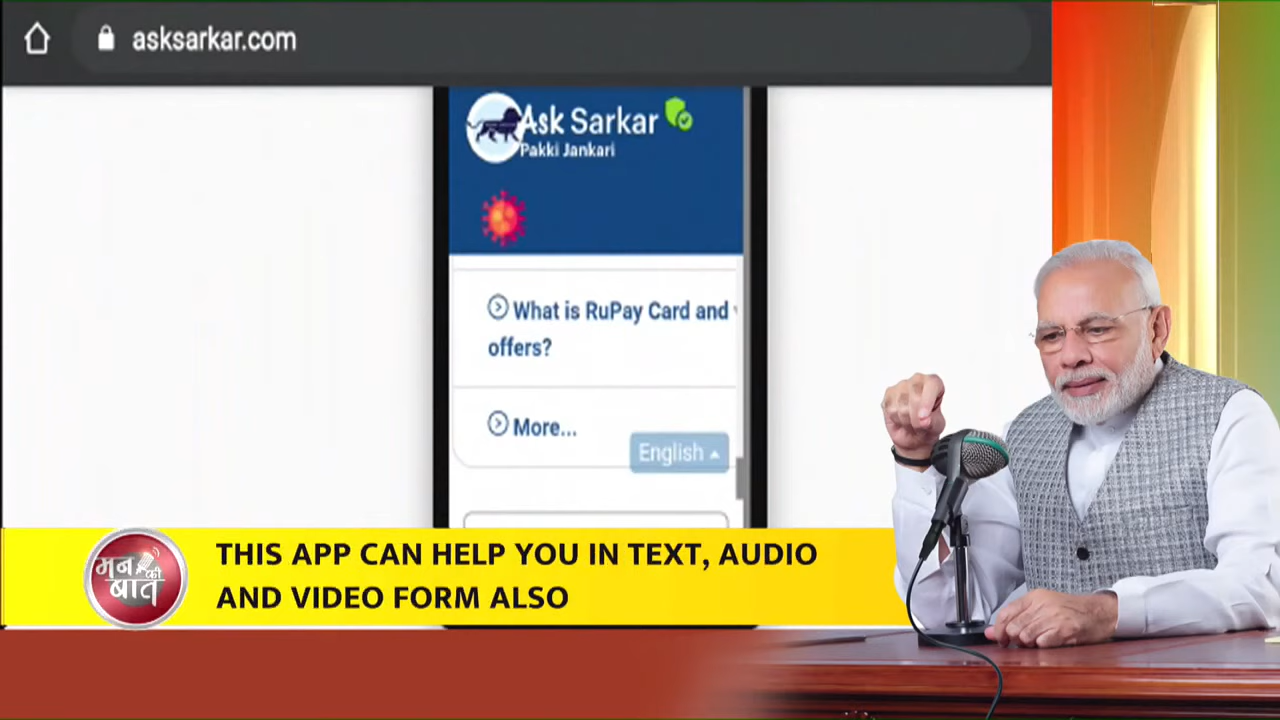 asksarkar.com
Ask Sarkar
Pakki Jankari
What is RuPay Card and
offers?
More...
English
मन
की
बात
THIS APP CAN HELP YOU IN TEXT, AUDIO
AND VIDEO FORM ALSO